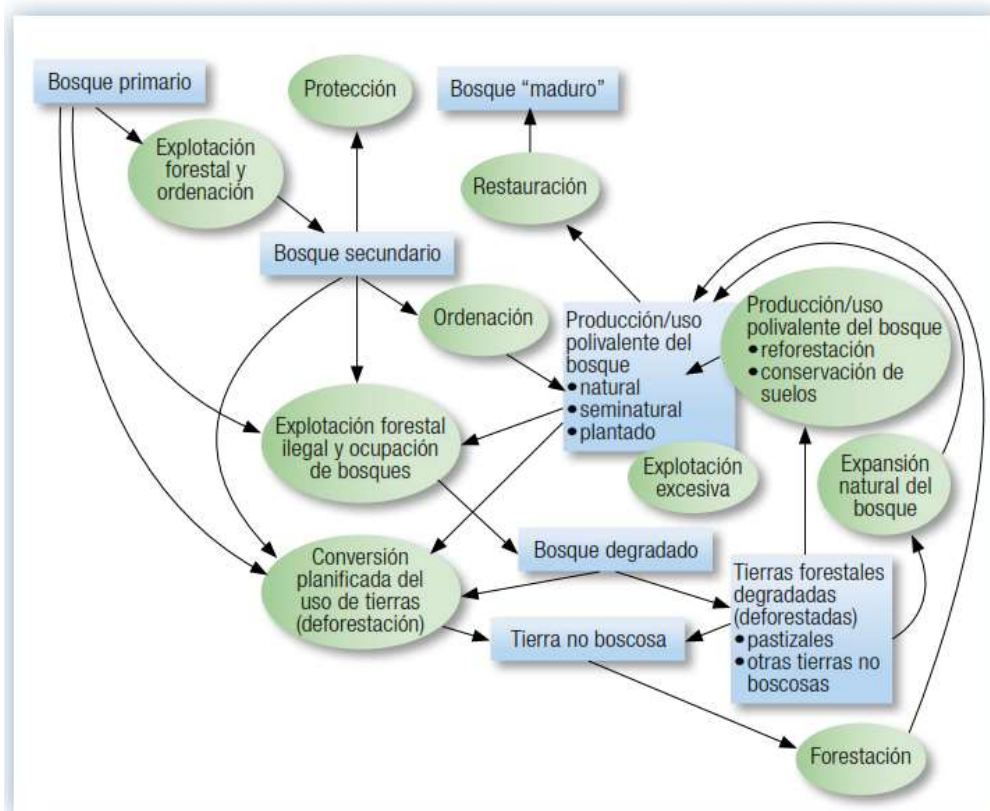 Bosque primario
Protección
Bosque “maduro”
Explotación
forestal y
ordenación
Restauración
Bosque secundario
Ordenación
Producción/uso
polivalente del
bosque
• natural
• seminatural
• plantado
Producción/uso
polivalente del bosque
• reforestación
• conservación de
suelos
Explotación forestal
ilegal y ocupación
de bosques
Explotación
excesiva
Expansión
natural del
bosque
Conversión
planificada del
uso de tierras
(deforestación)
Bosque degradado
Tierras forestales
degradadas
(deforestadas)
• pastizales
• otras tierras no
boscosas
Tierra no boscosa
Forestación